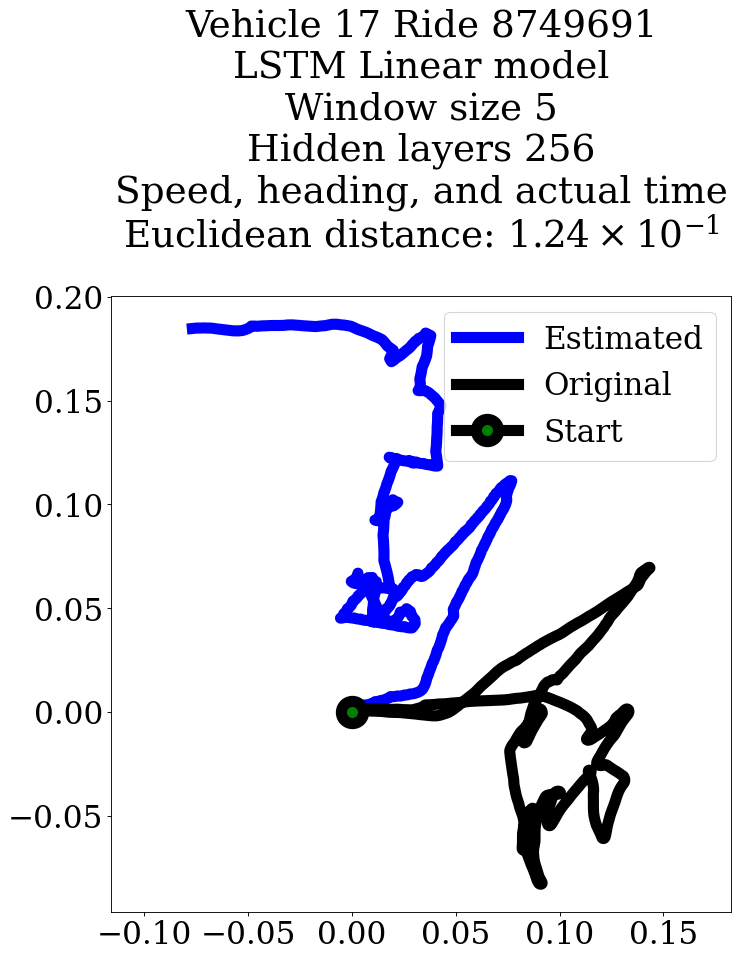 Vehicle 17 Ride 8749691
LSTM Linear model
Window size 5
Hidden layers 256
Speed, heading, and actual time
Euclidean distance: 1.24 × 10⁻¹
0.20
0.15
0.10
0.05
0.00
−0.05
Estimated
Original
Start
−0.10 −0.05 0.00 0.05 0.10 0.15